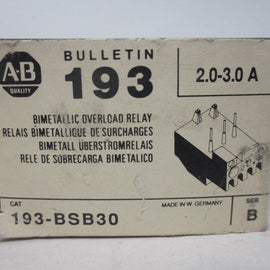 A-B
QUALITY
BULLETIN
193
2.0-3.0 A
BIMETALLIC OVERLOAD RELAY
RELAIS BIMETALLIQUE DE SURCHARGES
BIMETALL ÜBERSTROMRELAIS
RELE DE SOBRECARGA BIMETALICO
CAT
193-BSB30
MADE IN W. GERMANY
SER
B